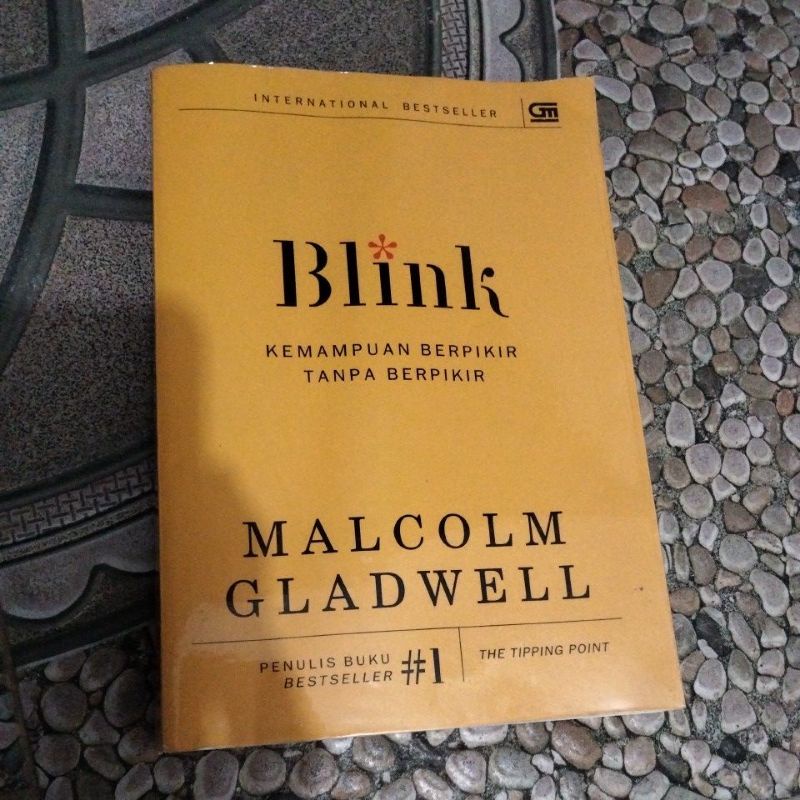 INTERNATIONAL BESTSELLER
GM
Blink
KEMAMPUAN BERPIKIR
TANPA BERPIKIR
MALCOLM
GLADWELL
PENULIS BUKU
BESTSELLER #1
THE TIPPING POINT